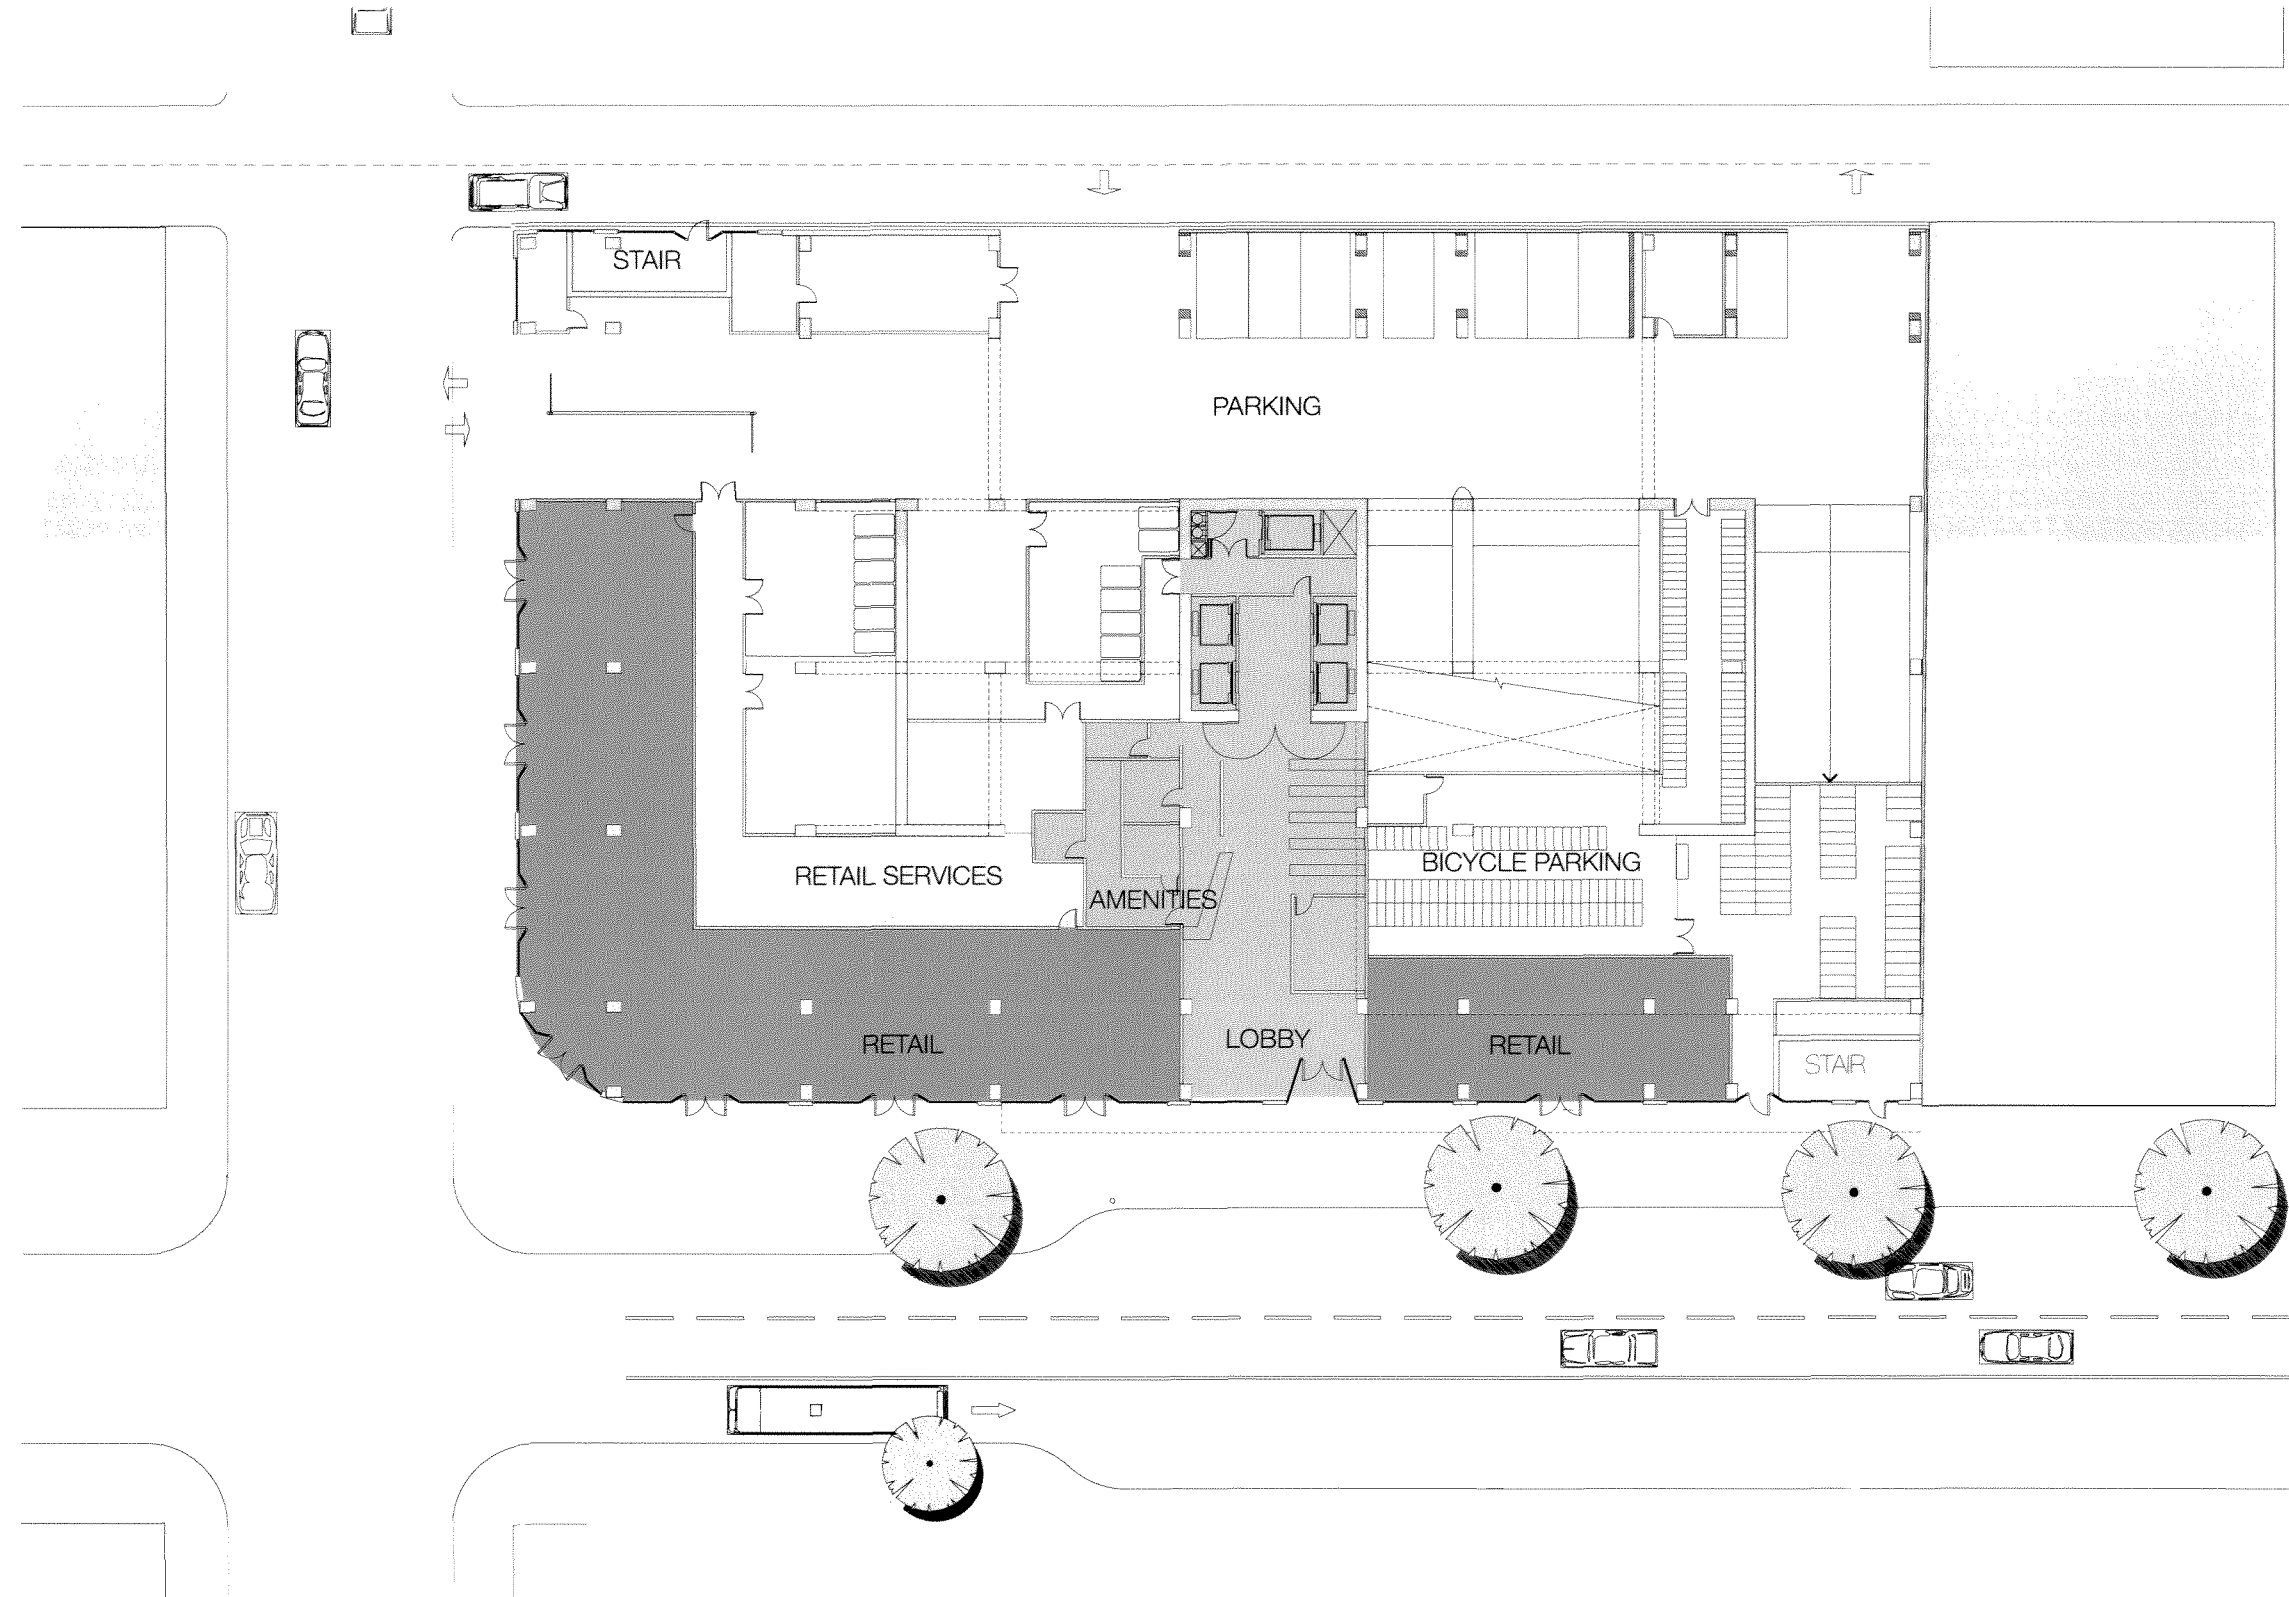 STAIR
PARKING
RETAIL SERVICES
BICYCLE PARKING
AMENITIES
RETAIL
LOBBY
RETAIL
STAIR